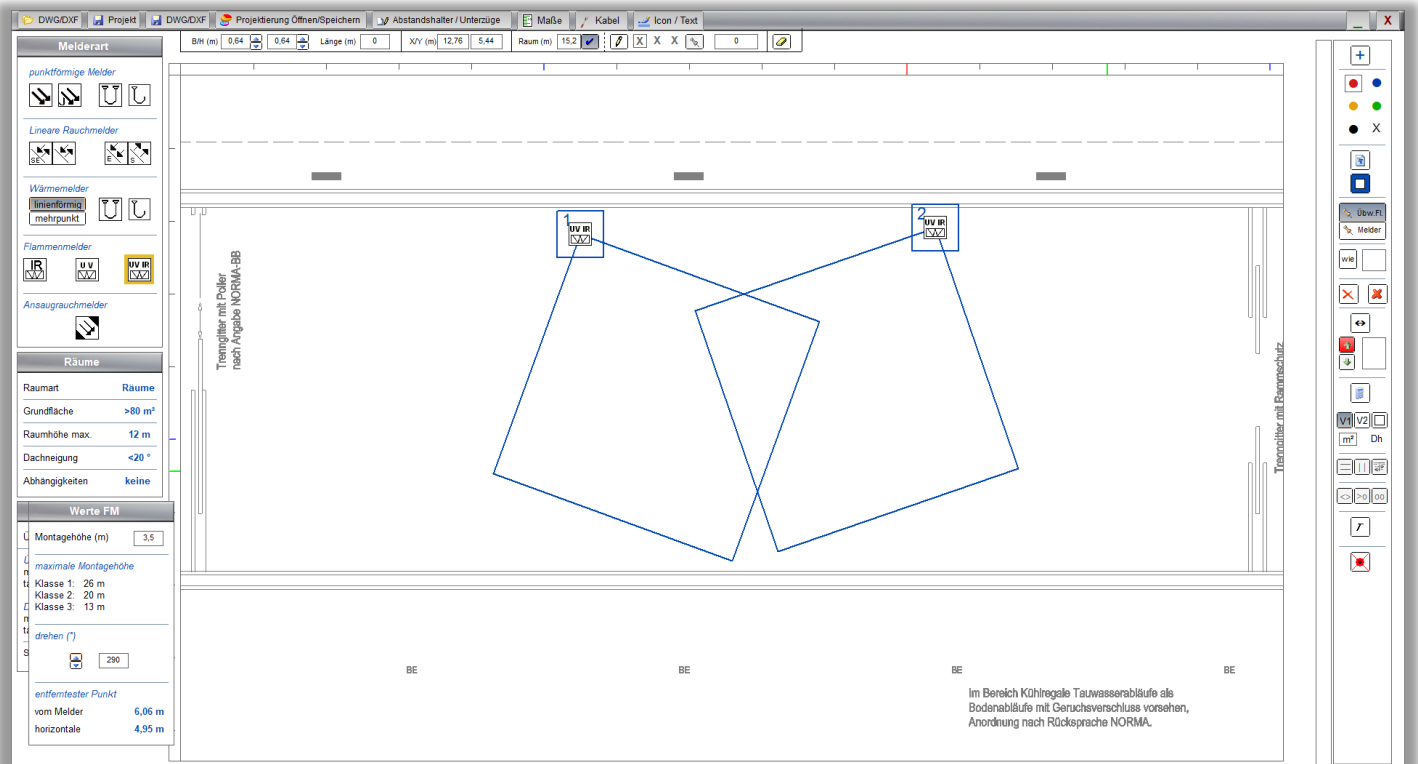 DWG/DXF Projekt DWG/DXF Projektierung Öffnen/Speichern Abstandshalter / Unterzüge Maße Kabel Icon / Text _ X
B/H (m) 0,64 0,64 Länge (m) 0 X/Y (m) 12,76 5,44 Raum (m) 15,2 X X X 0
Melderart
punktförmige Melder
Lineare Rauchmelder
SE E S
Wärmemelder
linienförmig
mehrpunkt
Flammenmelder
IR UV UV IR
Ansaugrauchmelder
Räume
Raumart Räume
Grundfläche >80 m²
Raumhöhe max. 12 m
Dachneigung <20 °
Abhängigkeiten keine
Werte FM
Montagehöhe (m) 3,5
maximale Montagehöhe
Klasse 1: 26 m
Klasse 2: 20 m
Klasse 3: 13 m
drehen (°)
290
entferntester Punkt
vom Melder 6,06 m
horizontale 4,95 m
1
UV IR
2
UV IR
Trenngitter mit Poller
nach Angabe NORMA-BB
Trenngitter mit Rammschutz
BE BE BE BE
Im Bereich Kühlregale Tauwasserabläufe als
Bodenabläufe mit Geruchsverschluss vorsehen,
Anordnung nach Rücksprache NORMA.
X
Übw.Fl.
Melder
wie
V1 V2
m² Dh
<> >o oo
T